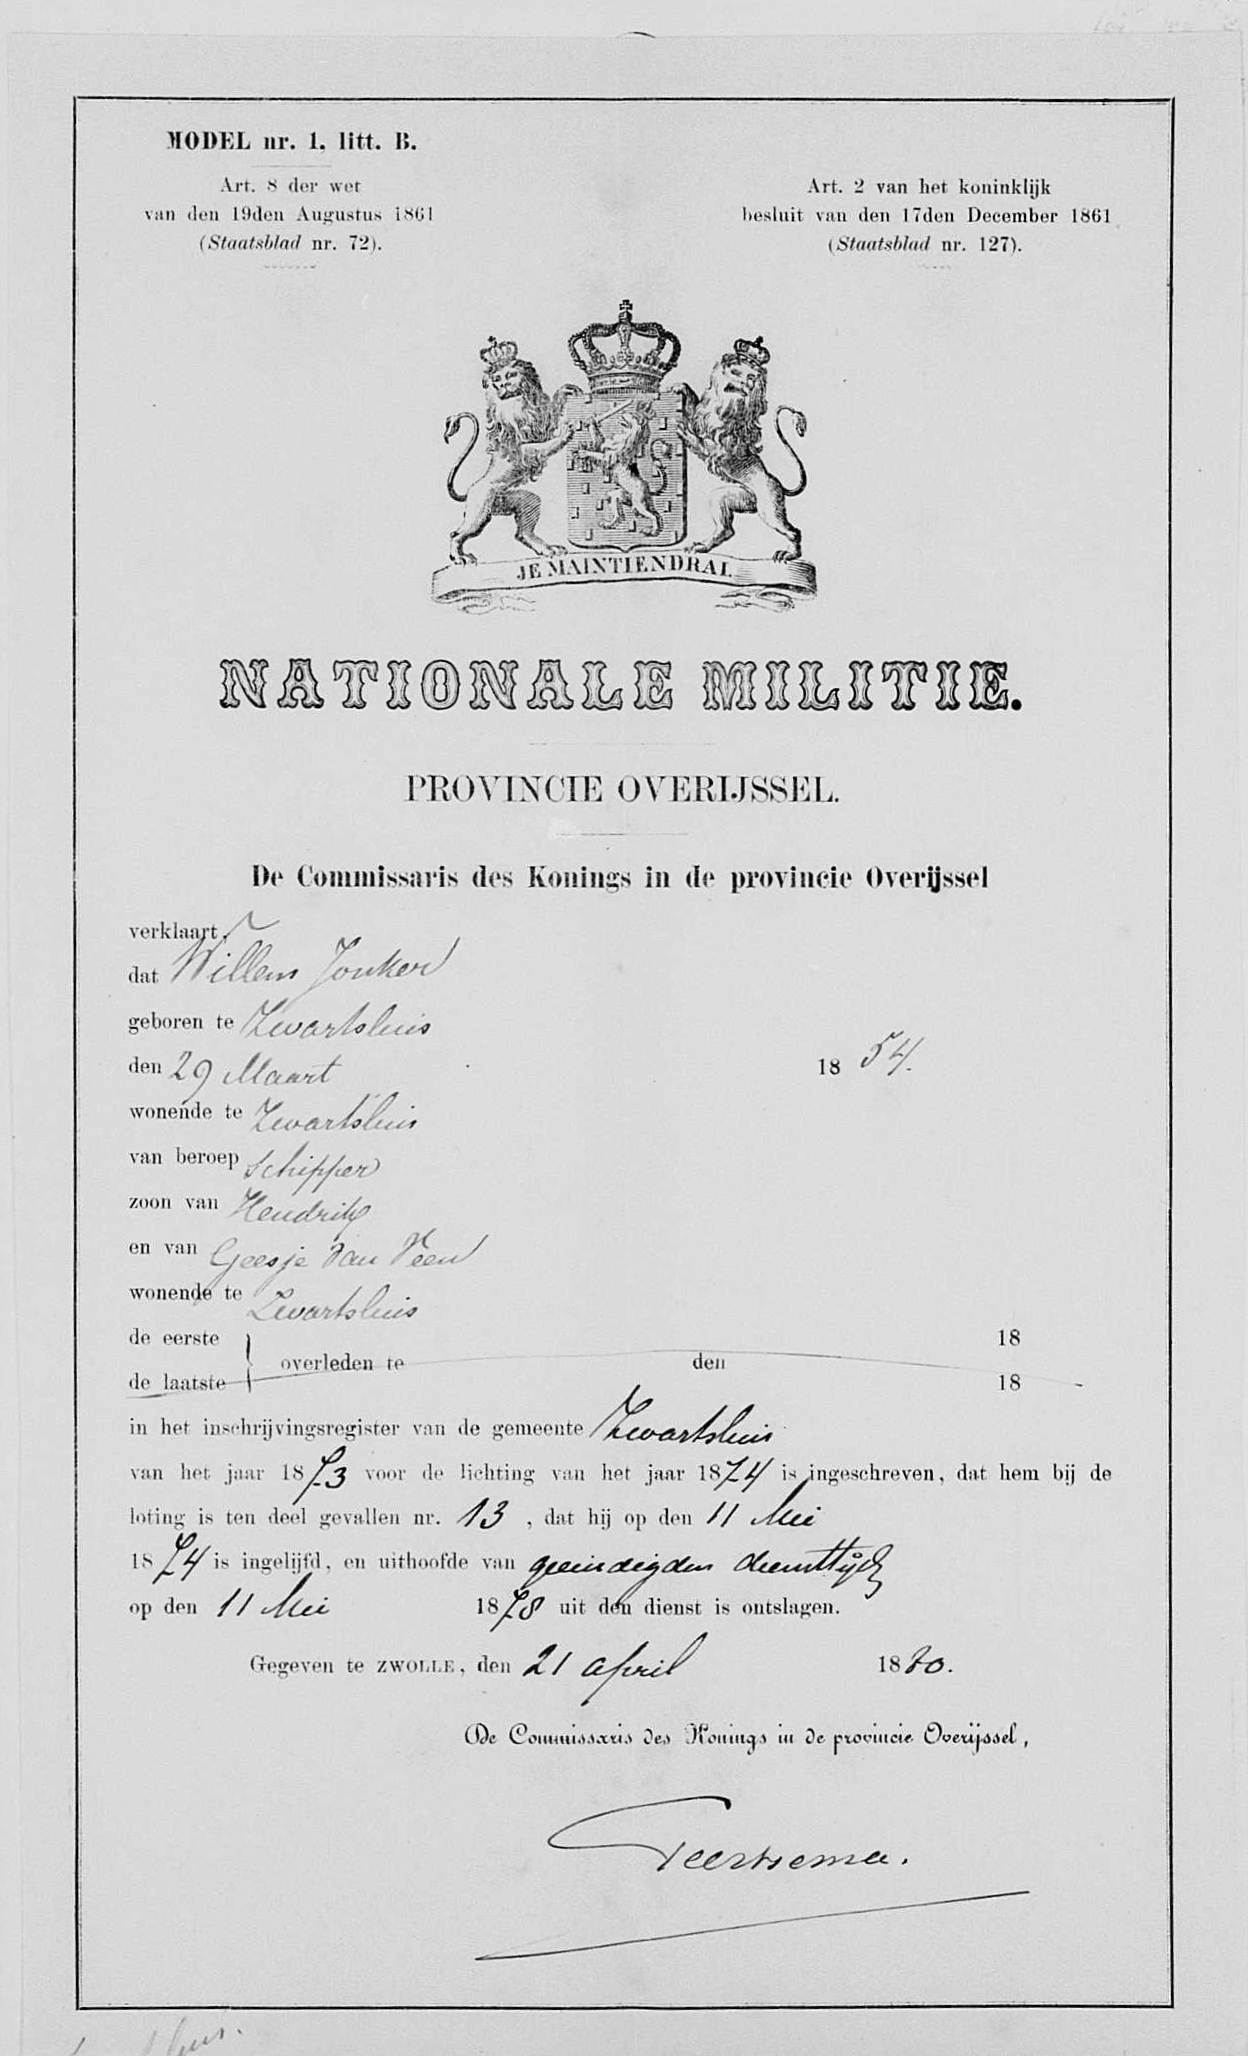 MODEL nr. 1, litt. B.
Art. 8 der wet
van den 19den Augustus 1861
(Staatsblad nr. 72).
Art. 2 van het koninklijk
besluit van den 17den December 1861
(Staatsblad nr. 127).
JE MAINTIENDRAI.
NATIONALE MILITIE.
PROVINCIE OVERIJSSEL.
De Commissaris des Konings in de provincie Overijssel
verklaart,
dat Willem Jonker
geboren te Zwartsluis
den 29 Maart 1854.
wonende te Zwartsluis
van beroep Schipper
zoon van Hendrik
en van Geesje van Veen
wonende te Zwartsluis
de eerste 18
overleden te den
de laatste 18
in het inschrijvingsregister van de gemeente Zwartsluis
van het jaar 1873 voor de lichting van het jaar 1874 is ingeschreven, dat hem bij de
loting is ten deel gevallen nr. 13, dat hij op den 11 Mei
1874 is ingelijfd, en uithoofde van geeindigden diensttijd
op den 11 Mei 1878 uit den dienst is ontslagen.
Gegeven te ZWOLLE, den 21 april 1880.
De Commissaris des Konings in de provincie Overijssel,
Geertsema.